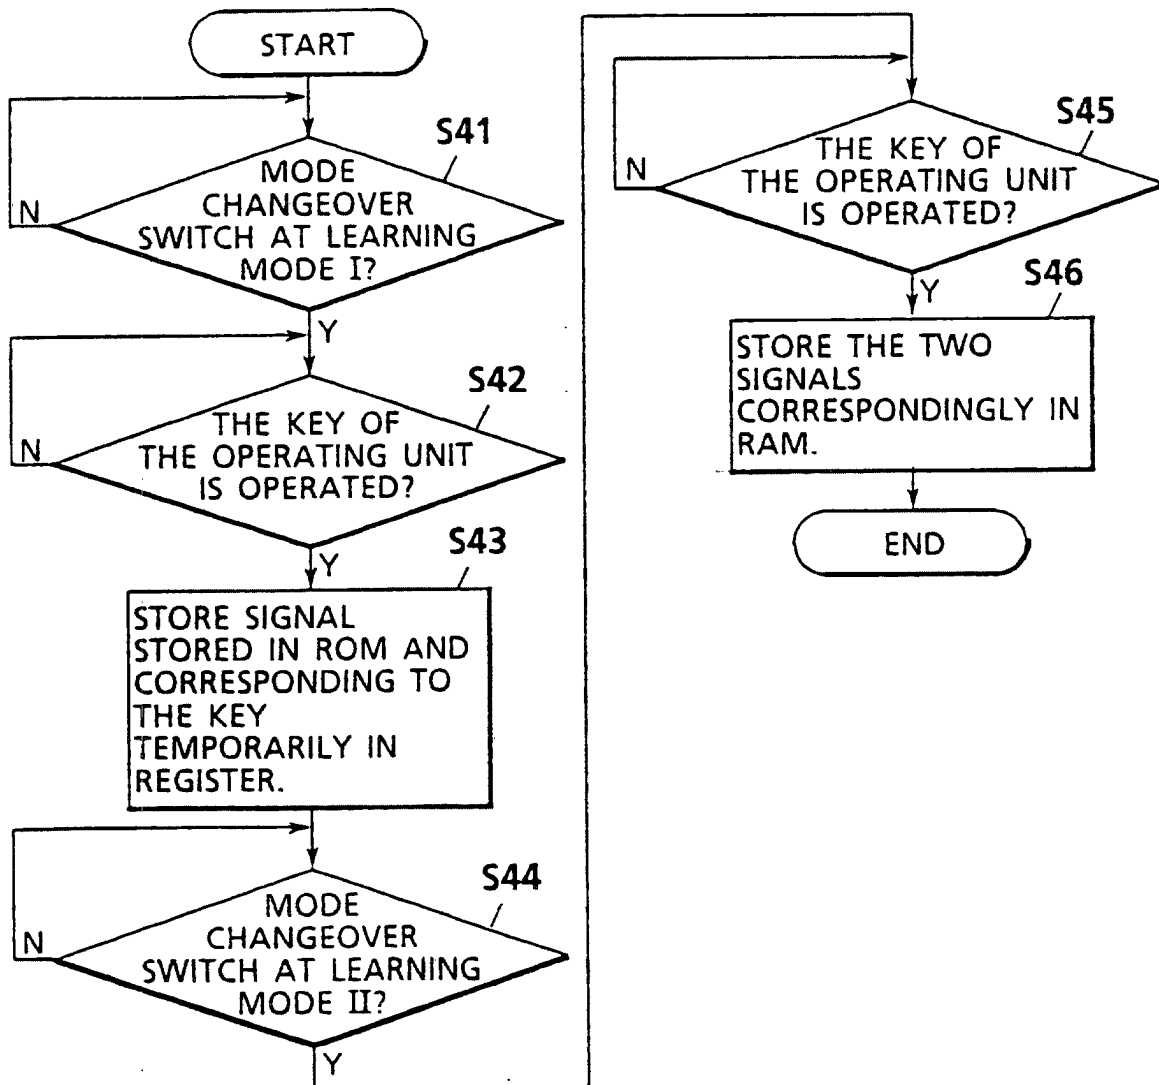 START
S41
MODE
CHANGEOVER
SWITCH AT LEARNING
MODE I?
N
Y
S42
THE KEY OF
THE OPERATING UNIT
IS OPERATED?
N
Y
S43
STORE SIGNAL
STORED IN ROM AND
CORRESPONDING TO
THE KEY
TEMPORARILY IN
REGISTER.
S44
MODE
CHANGEOVER
SWITCH AT LEARNING
MODE II?
N
Y
S45
THE KEY OF
THE OPERATING UNIT
IS OPERATED?
N
Y
S46
STORE THE TWO
SIGNALS
CORRESPONDINGLY IN
RAM.
END